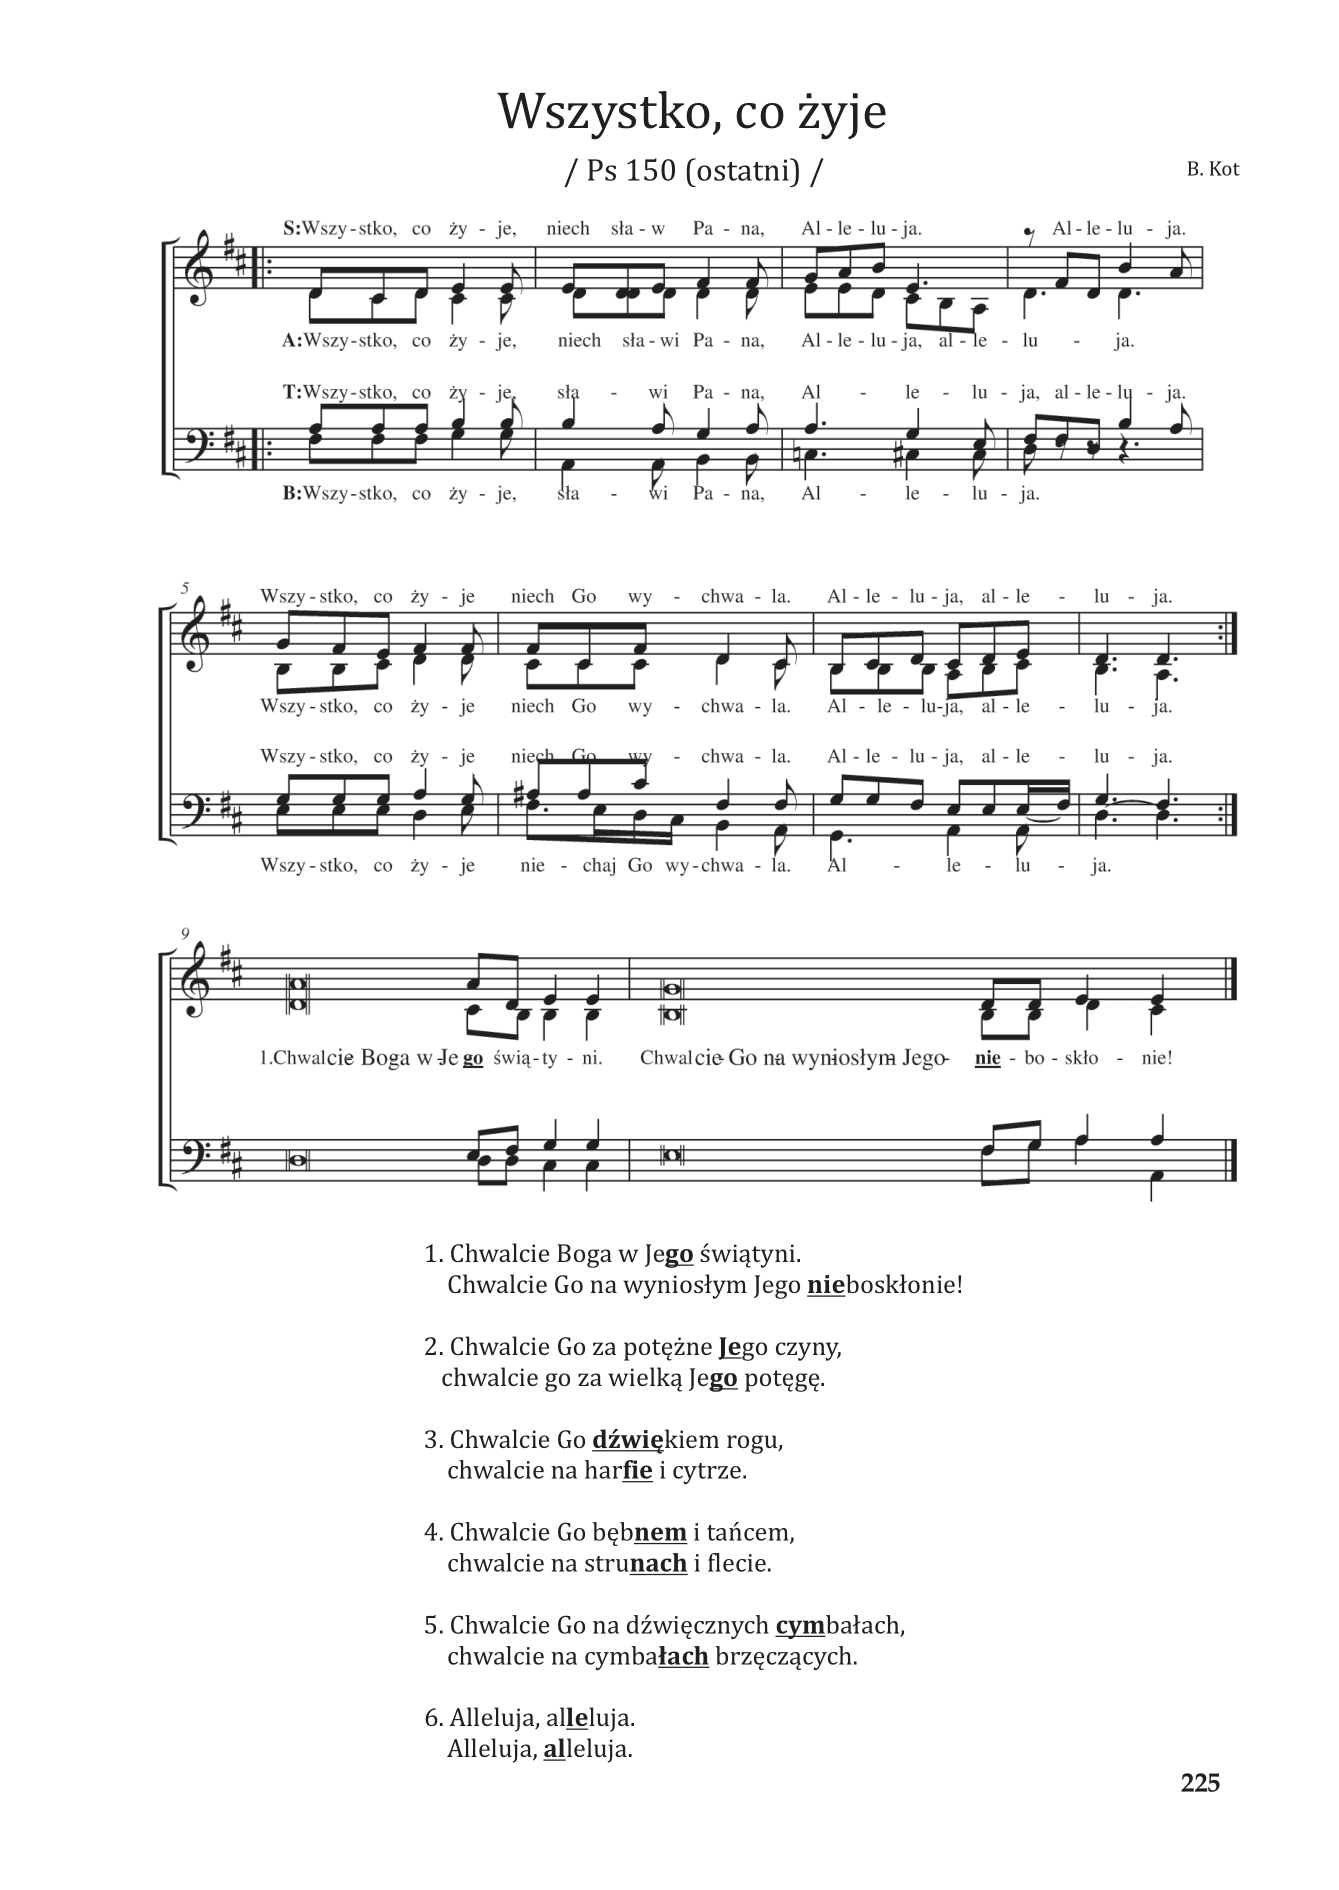 Wszystko, co żyje
/ Ps 150 (ostatni) /
B. Kot
S:Wszy-stko, co ży - je, niech sła-w Pa - na, Al-le-lu-ja. Al-le-lu - ja.
A:Wszy-stko, co ży - je, niech sła-wi Pa - na, Al-le-lu-ja, al-le - lu - ja.
T:Wszy-stko, co ży - je, sła - wi Pa - na, Al - le - lu - ja, al-le-lu - ja.
B:Wszy-stko, co ży - je, sła - wi Pa - na, Al - le - lu - ja.
5
Wszy-stko, co ży - je niech Go wy - chwa - la. Al-le - lu-ja, al-le - lu - ja.
Wszy-stko, co ży - je niech Go wy - chwa - la. Al - le - lu-ja, al-le - lu - ja.
Wszy-stko, co ży - je niech Go wy - chwa - la. Al-le - lu-ja, al-le - lu - ja.
Wszy-stko, co ży - je nie - chaj Go wy-chwa - la. Al - le - lu - ja.
9
1.Chwalcie Boga w Je-go świą-ty - ni. Chwalcie Go na wyniosłym Jego- nie - bo-skło - nie!
1. Chwalcie Boga w Jego świątyni.
Chwalcie Go na wyniosłym Jego nieboskłonie!
2. Chwalcie Go za potężne Jego czyny,
chwalcie go za wielką Jego potęgę.
3. Chwalcie Go dźwiękiem rogu,
chwalcie na harfie i cytrze.
4. Chwalcie Go bębnem i tańcem,
chwalcie na strunach i flecie.
5. Chwalcie Go na dźwięcznych cymbałach,
chwalcie na cymbałach brzęczących.
6. Alleluja, alleluja.
Alleluja, alleluja.
225